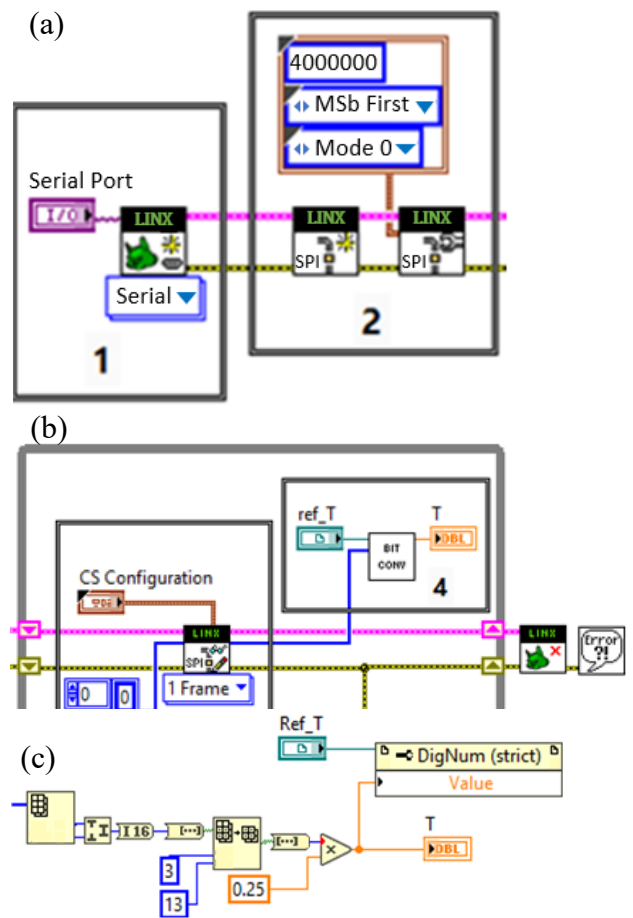 (a)
4000000
MSb First
Mode 0
Serial Port
I/O
LINX
LINX
LINX
SPI
SPI
Serial
1
2
(b)
ref_T
T
BIT
CONV
DBL
4
CS Configuration
LINX
SPI
1 Frame
0
0
LINX
Error
?!
(c)
Ref_T
DigNum (strict)
Value
I16
[...]
[...]
3
13
0.25
×
T
DBL